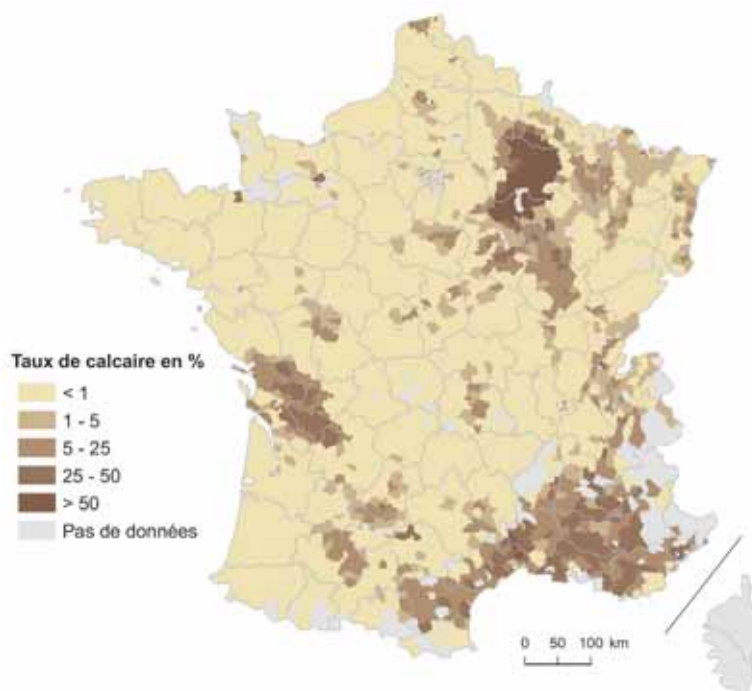 Taux de calcaire en %
< 1
1 - 5
5 - 25
25 - 50
> 50
Pas de données
0 50 100 km